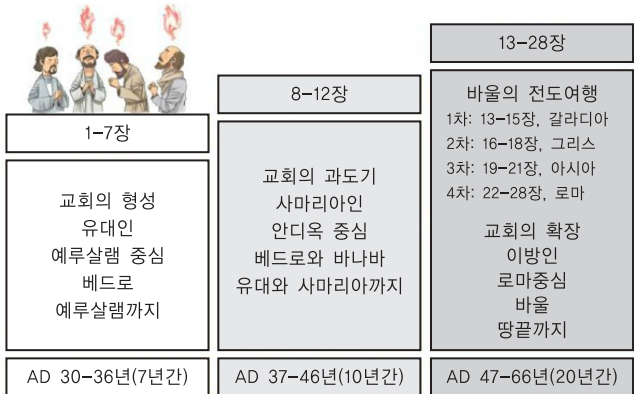 1-7장
교회의 형성
유대인
예루살램 중심
베드로
예루살램까지
AD 30-36년(7년간)
8-12장
교회의 과도기
사마리아인
안디옥 중심
베드로와 바나바
유대와 사마리아까지
AD 37-46년(10년간)
13-28장
바울의 전도여행
1차: 13-15장, 갈라디아
2차: 16-18장, 그리스
3차: 19-21장, 아시아
4차: 22-28장, 로마
교회의 확장
이방인
로마중심
바울
땅끝까지
AD 47-66년(20년간)